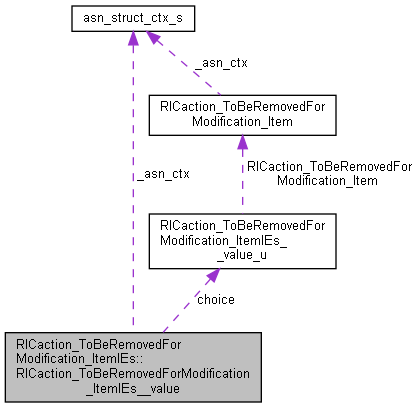 asn_struct_ctx_s
_asn_ctx
RICaction_ToBeRemovedFor
Modification_Item
_asn_ctx
RICaction_ToBeRemovedFor
Modification_Item
RICaction_ToBeRemovedFor
Modification_ItemIEs_
_value_u
choice
RICaction_ToBeRemovedFor
Modification_ItemIEs::
RICaction_ToBeRemovedForModification
_ItemIEs__value